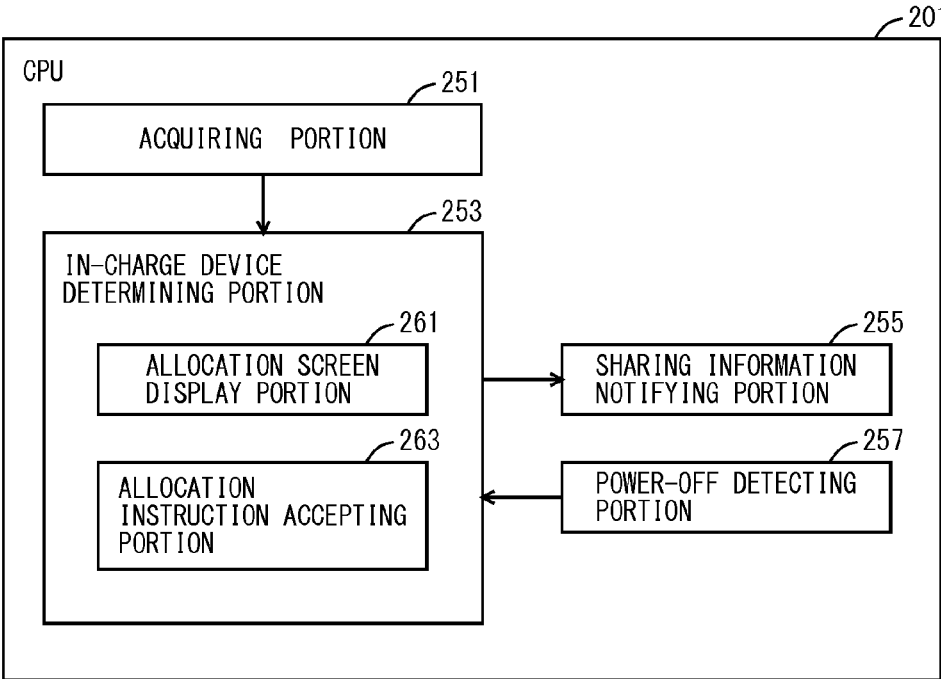 201
CPU
251
ACQUIRING PORTION
253
IN-CHARGE DEVICE
DETERMINING PORTION
261
ALLOCATION SCREEN
DISPLAY PORTION
255
SHARING INFORMATION
NOTIFYING PORTION
263
ALLOCATION
INSTRUCTION ACCEPTING
PORTION
257
POWER-OFF DETECTING
PORTION